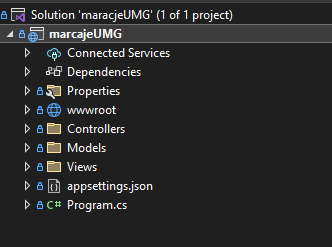 Solution 'maracjeUMG' (1 of 1 project)
marcajeUMG
Connected Services
Dependencies
Properties
wwwroot
Controllers
Models
Views
appsettings.json
C# Program.cs